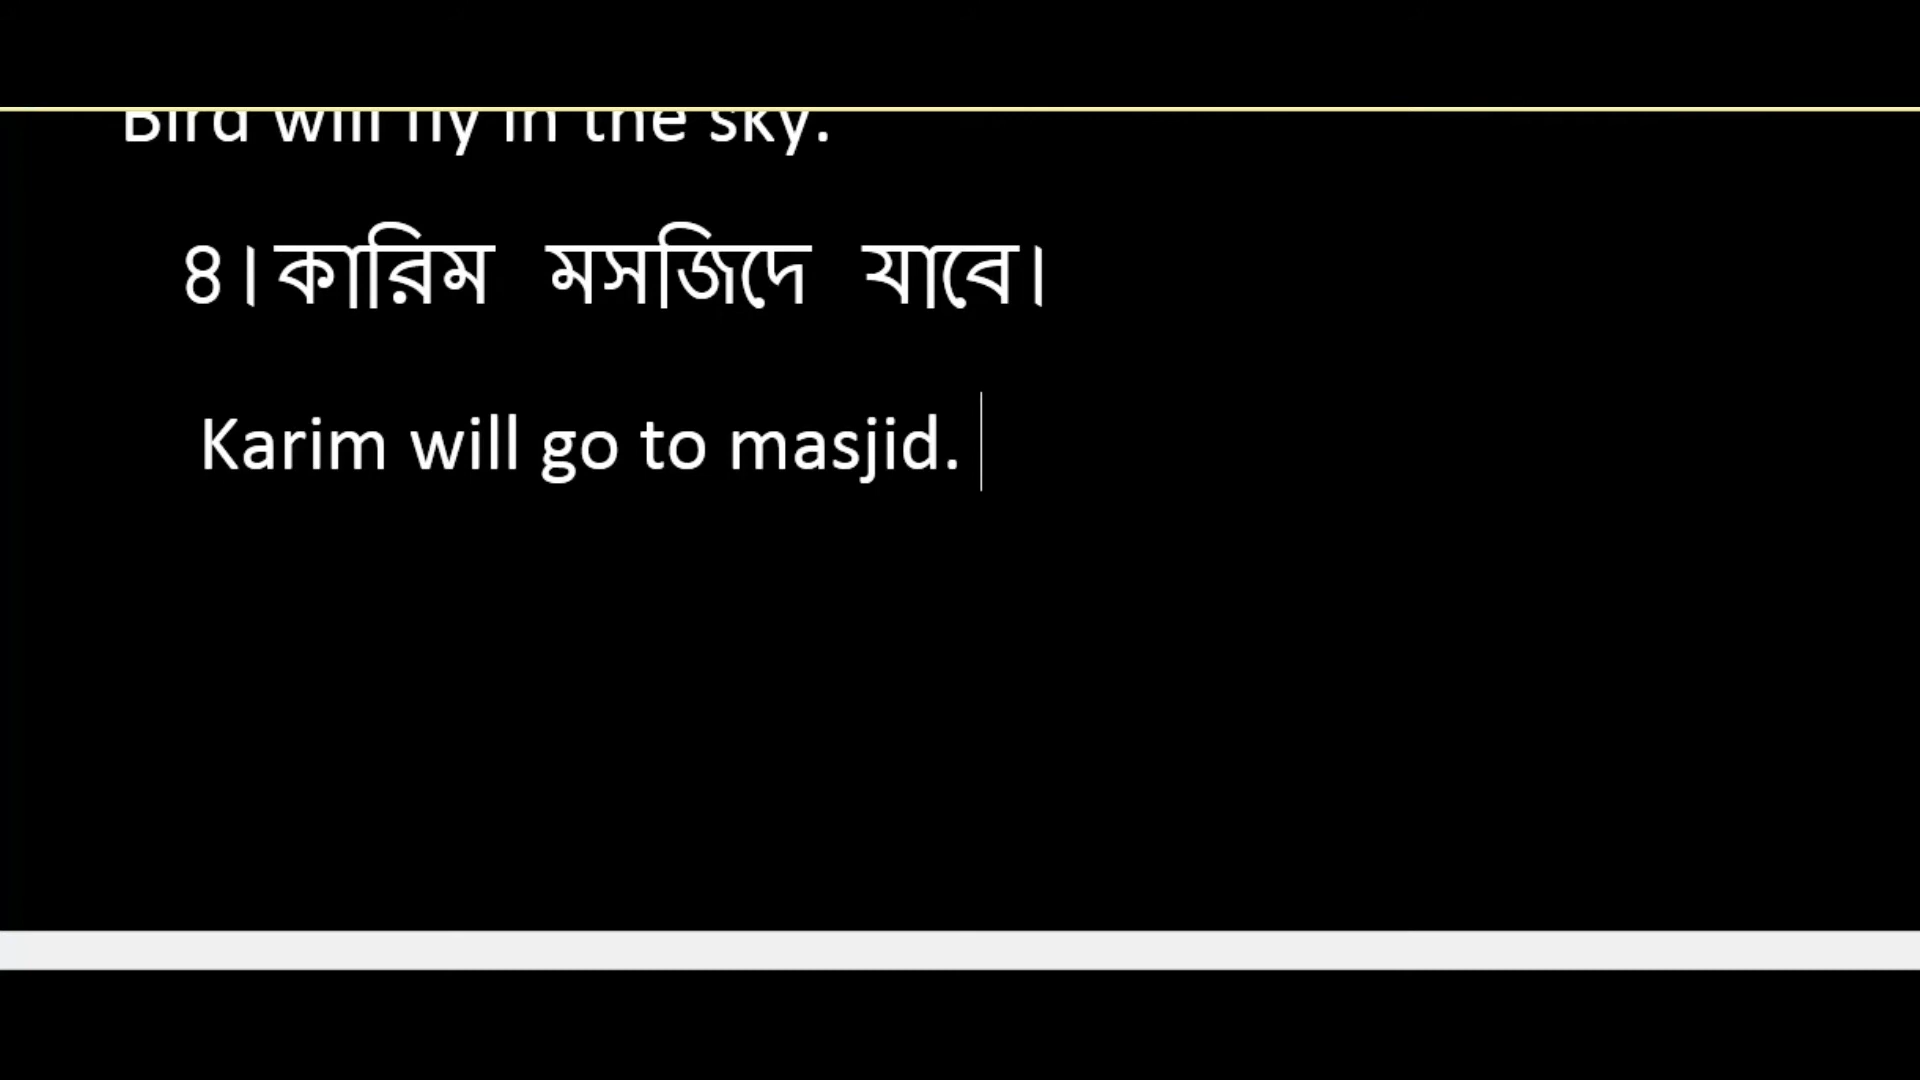 Bird will fly in the sky.
৪। কারিম মসজিদে যাবে।
Karim will go to masjid.